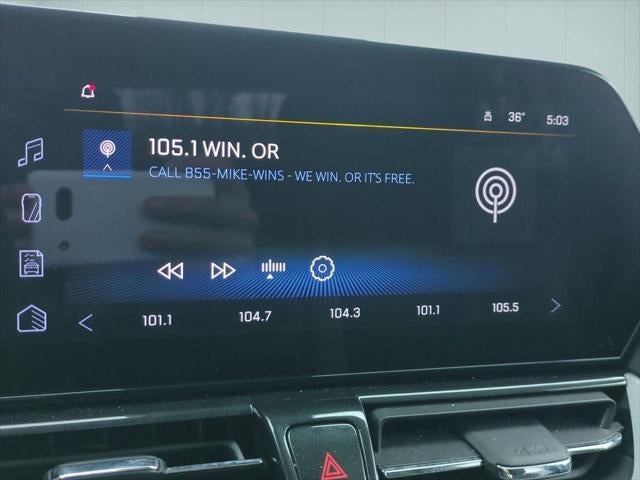 36° 5:03
105.1 WIN. OR
CALL 855-MIKE-WINS - WE WIN. OR IT'S FREE.
101.1 104.7 104.3 101.1 105.5